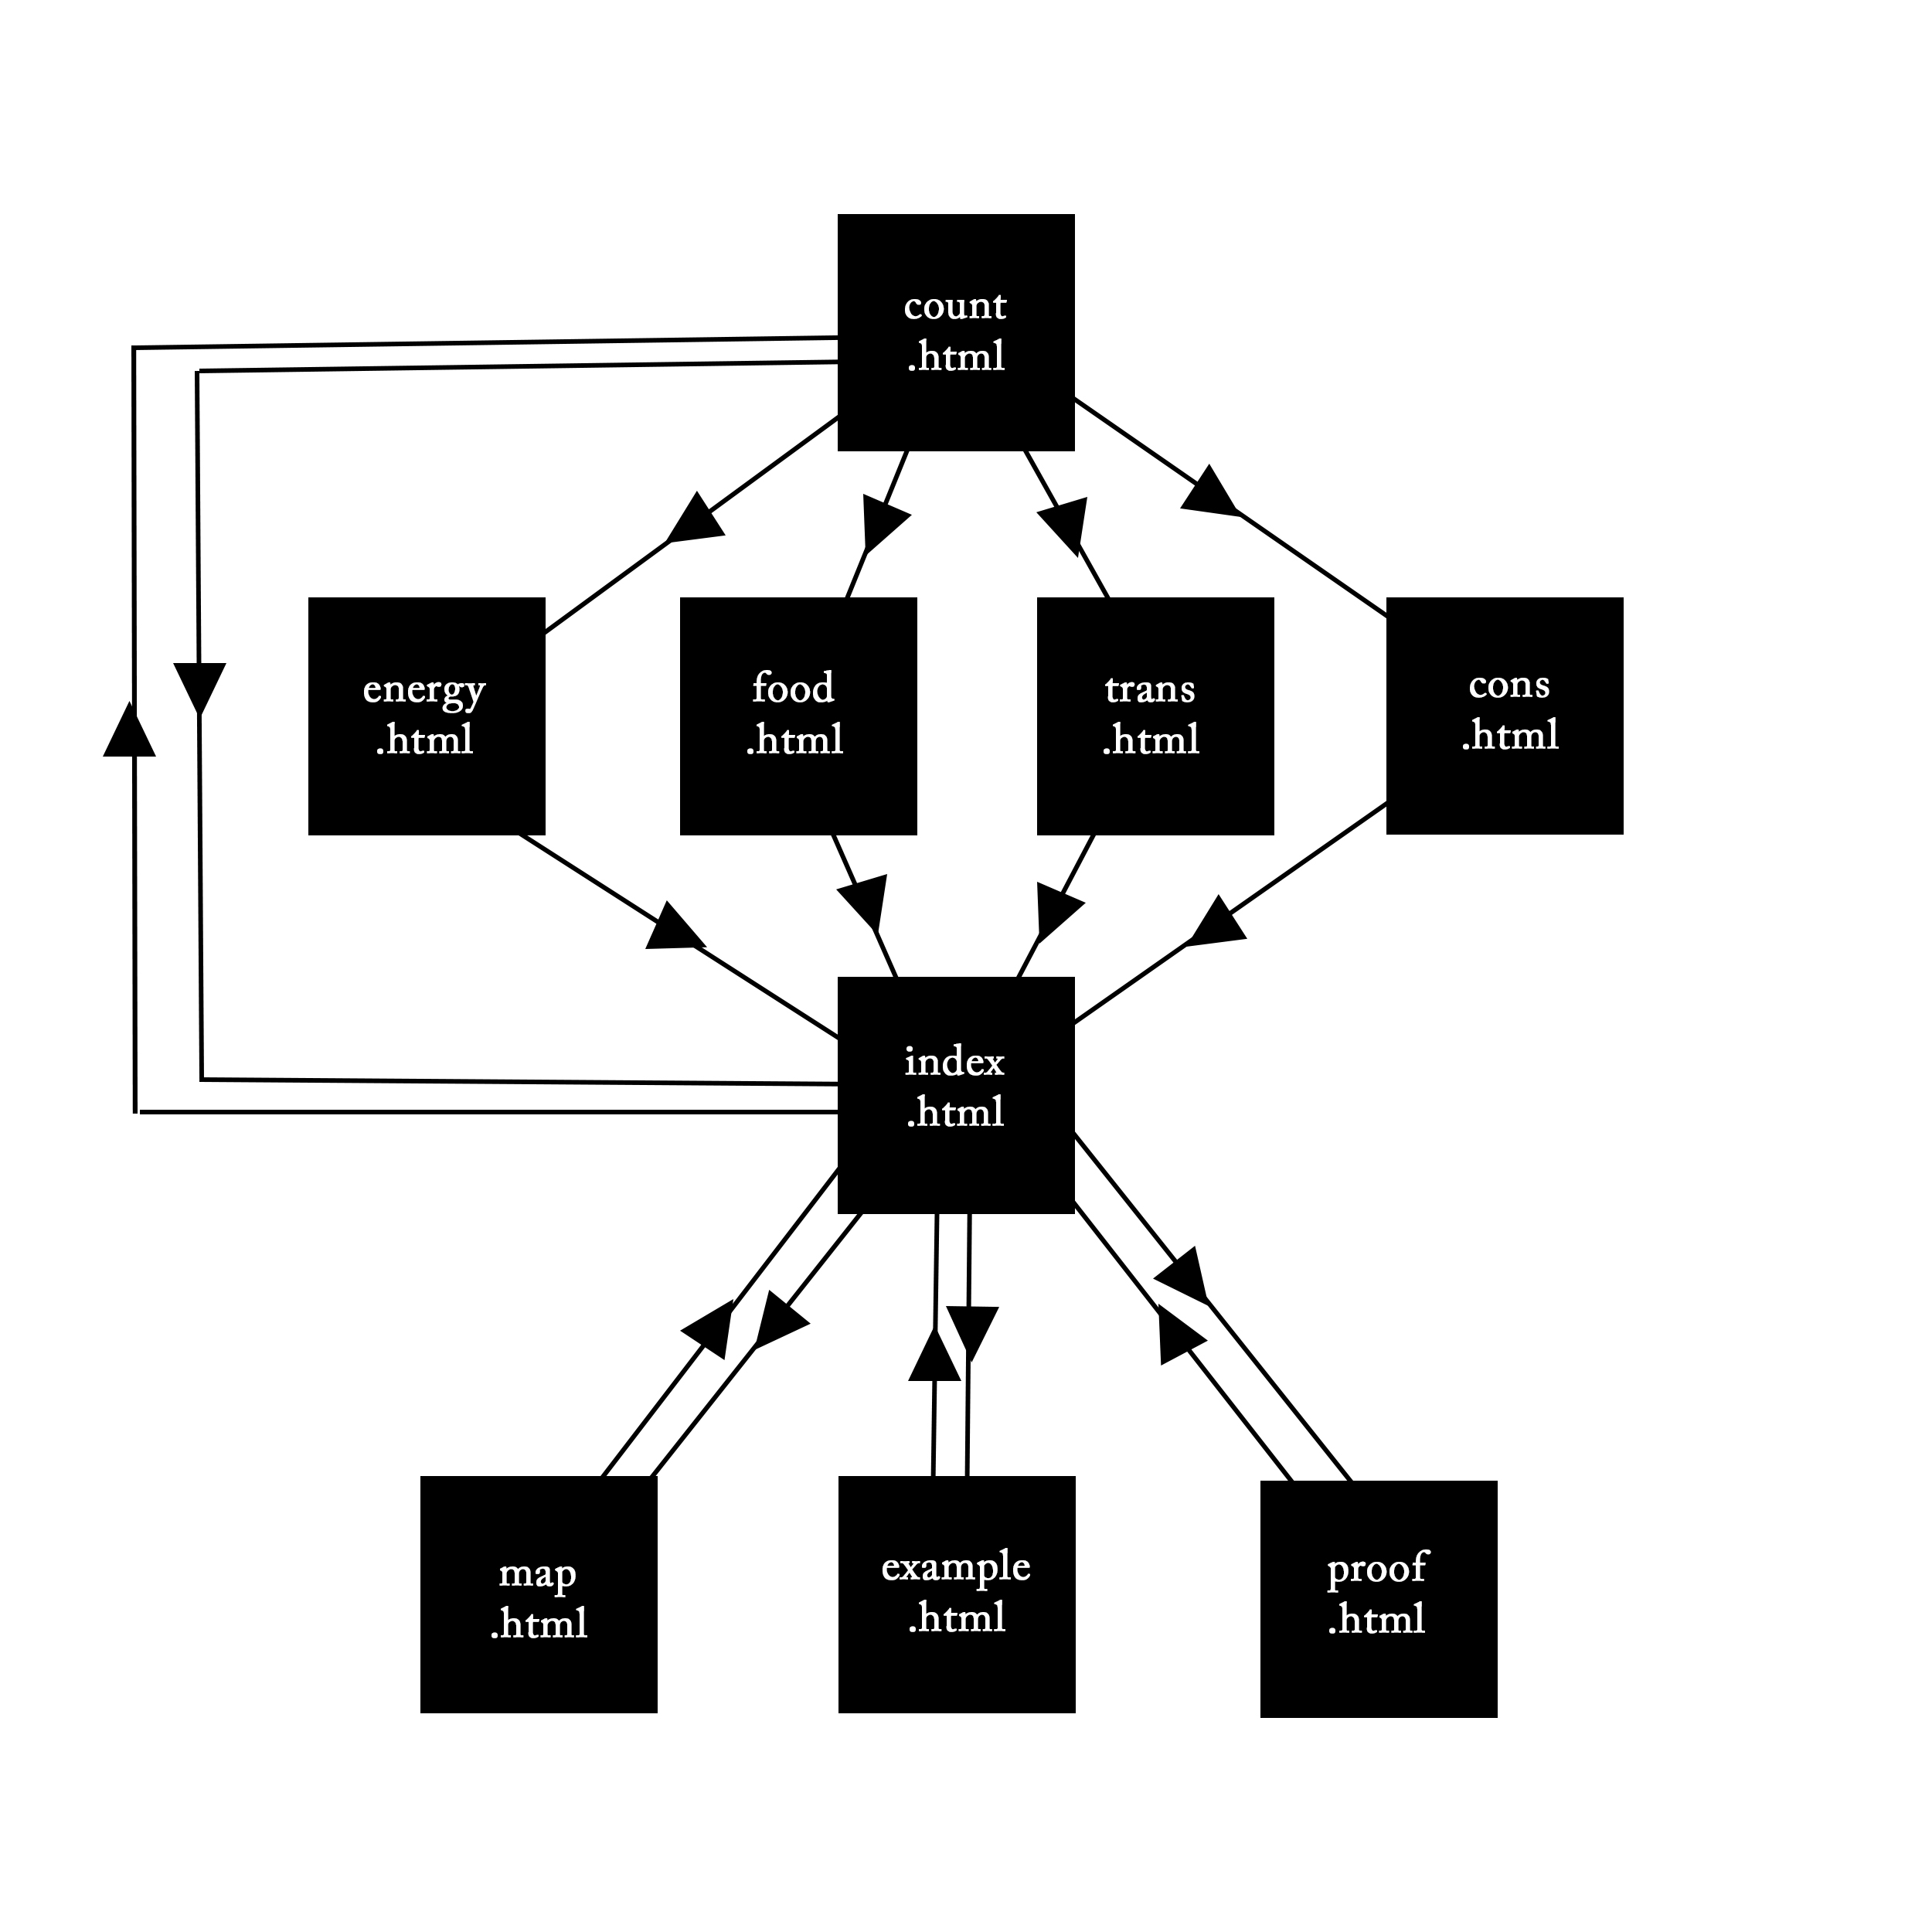 count
.html
energy
.html
food
.html
trans
.html
cons
.html
index
.html
map
.html
example
.html
proof
.html